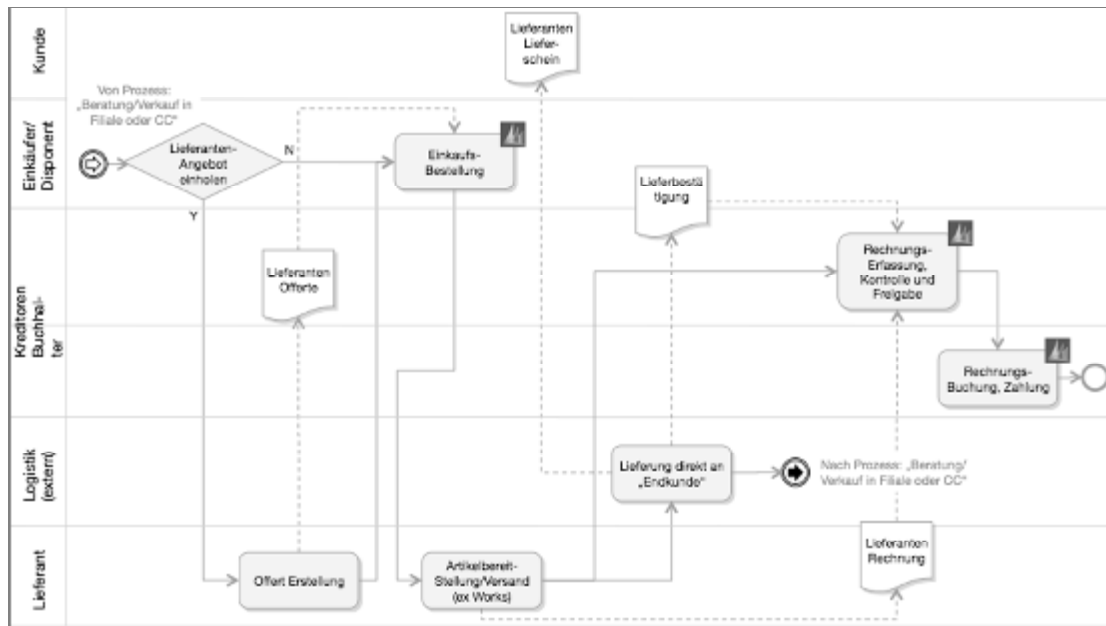 Kunde
Lieferanten
Liefer-
schein
Von Prozess:
„Beratung/Verkauf in
Filiale oder CC“
Einkäufer/
Disponent
Lieferanten-
Angebot
einholen
N
Y
Einkaufs-
Bestellung
Lieferbestä
tigung
Kreditoren
Buchhal-
ter
Lieferanten
Offerte
Rechnungs-
Erfassung,
Kontrolle und
Freigabe
Rechnungs-
Buchung, Zahlung
Logistik
(extern)
Lieferung direkt an
„Endkunde“
Nach Prozess: „Beratung/
Verkauf in Filiale oder CC“
Lieferant
Offert Erstellung
Artikelbereit-
Stellung/Versand
(ex Works)
Lieferanten
Rechnung